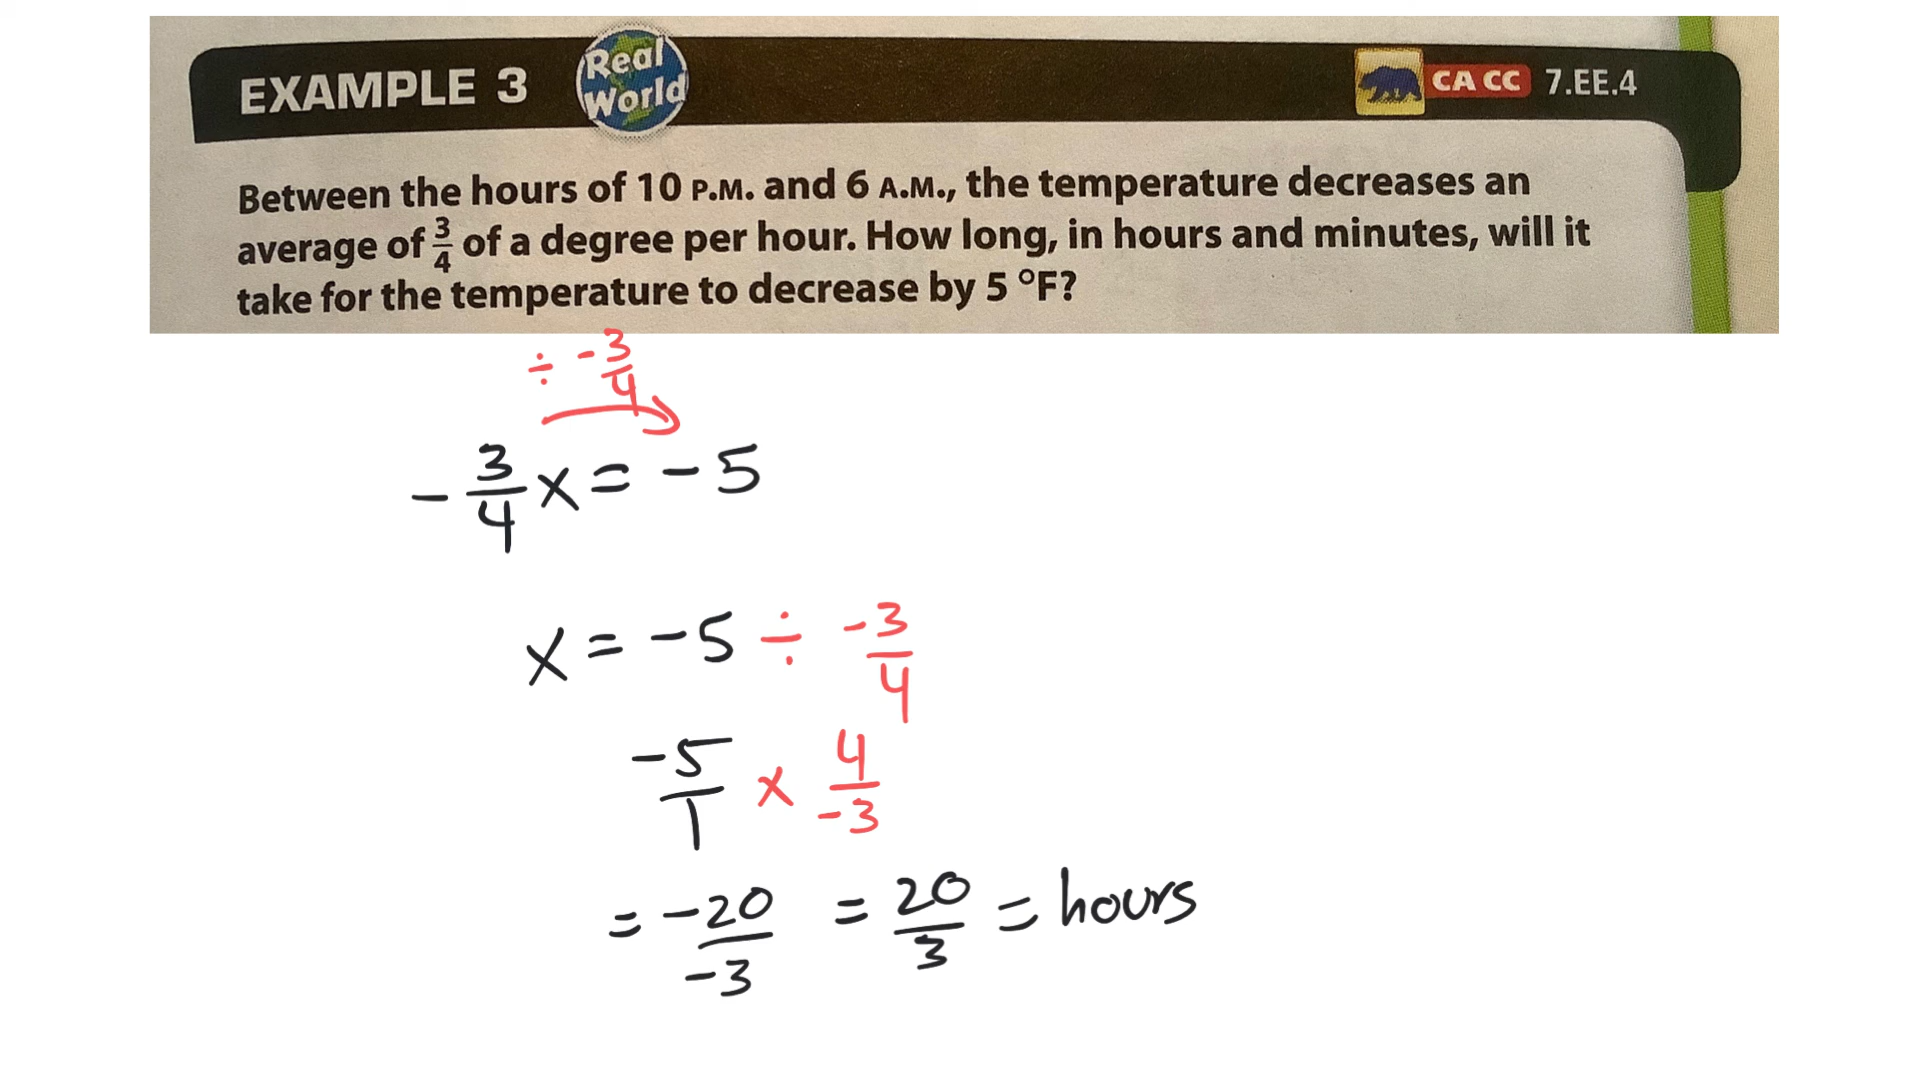 EXAMPLE 3 Real World CA CC 7.EE.4
Between the hours of 10 P.M. and 6 A.M., the temperature decreases an
average of 3/4 of a degree per hour. How long, in hours and minutes, will it
take for the temperature to decrease by 5 °F?
÷ -3/4
-3/4 x = -5
x = -5 ÷ -3/4
-5/1 x 4/-3
= -20/-3 = 20/3 = hours